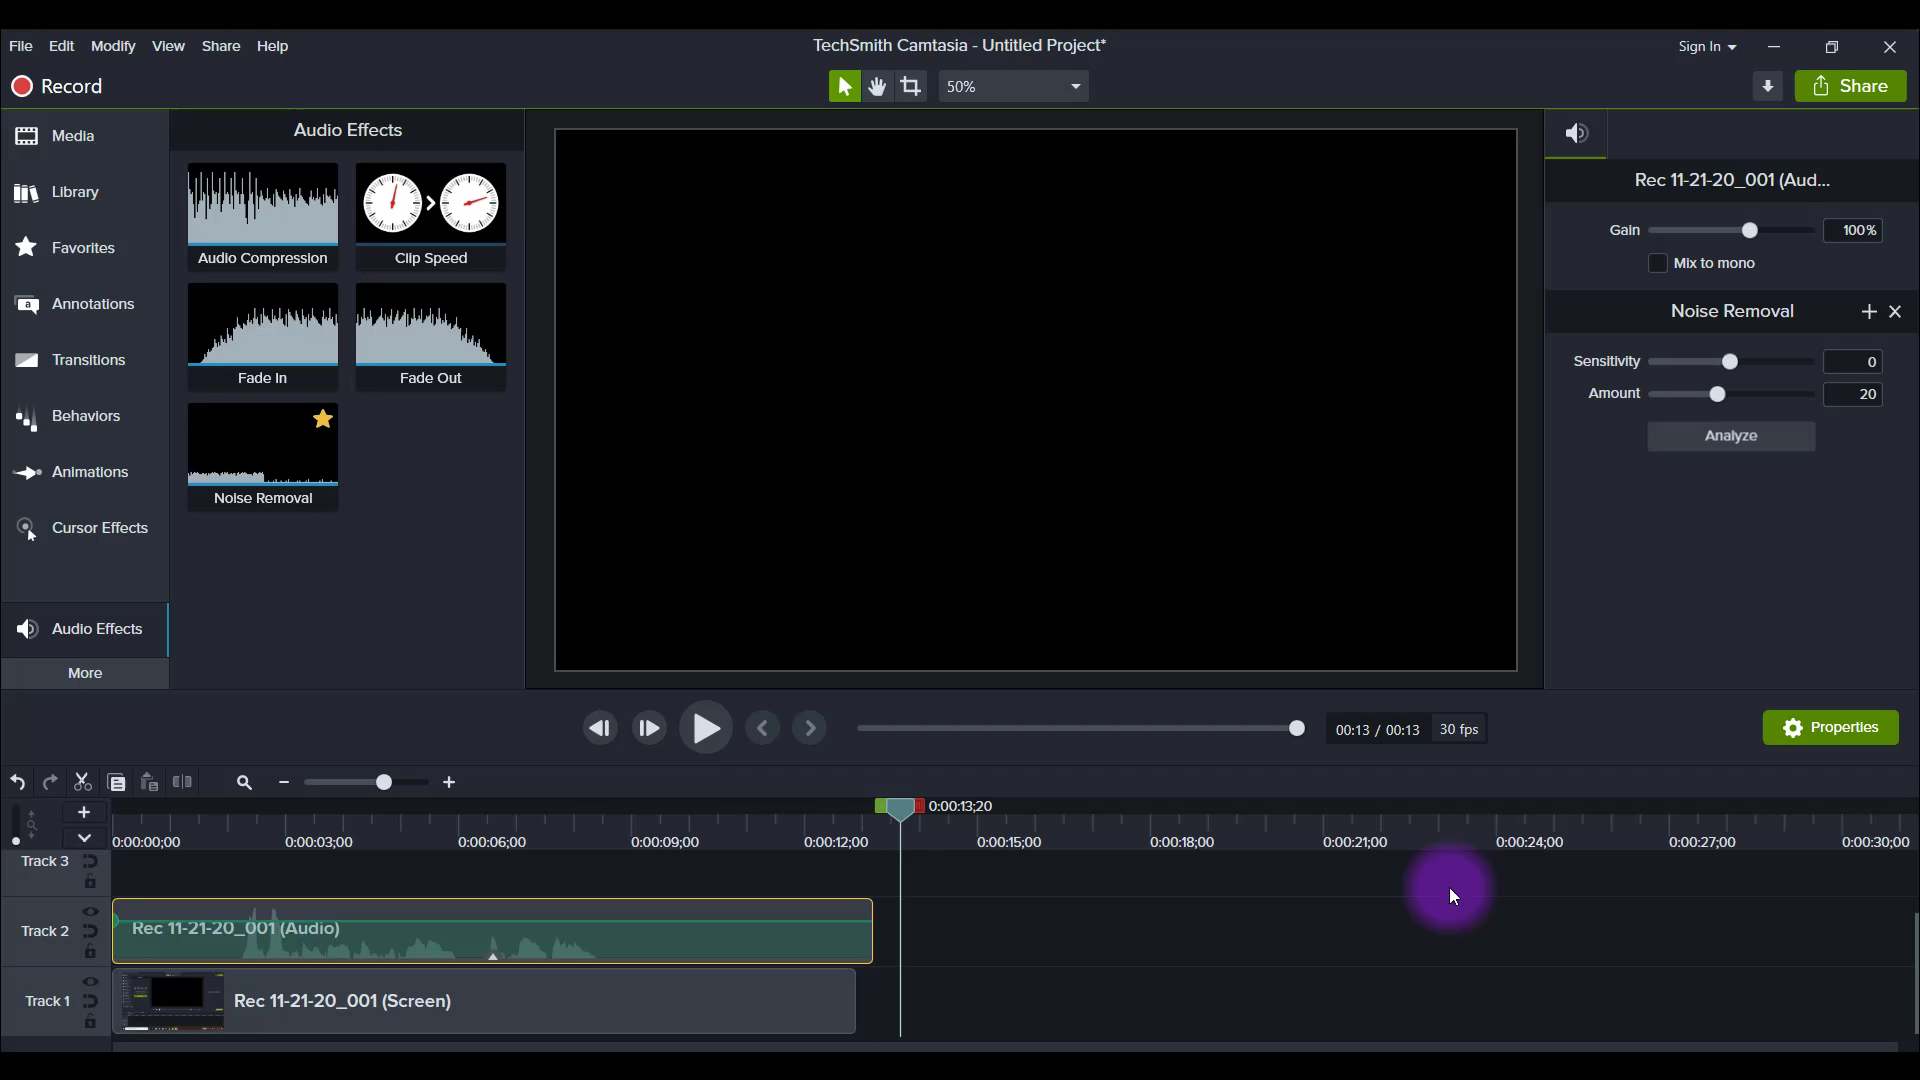 File Edit Modify View Share Help
TechSmith Camtasia - Untitled Project*
Sign In
Record
50%
Share
Media
Library
Favorites
Annotations
Transitions
Behaviors
Animations
Cursor Effects
Audio Effects
More
Audio Effects
Audio Compression
Clip Speed
Fade In
Fade Out
Noise Removal
Rec 11-21-20_001 (Aud...
Gain 100%
Mix to mono
Noise Removal
Sensitivity 0
Amount 20
Analyze
00:13 / 00:13 30 fps
Properties
0:00:13;20
0:00:00;00 0:00:03;00 0:00:06;00 0:00:09;00 0:00:12;00 0:00:15;00 0:00:18;00 0:00:21;00 0:00:24;00 0:00:27;00 0:00:30;00
Track 3
Track 2
Rec 11-21-20_001 (Audio)
Track 1
Rec 11-21-20_001 (Screen)